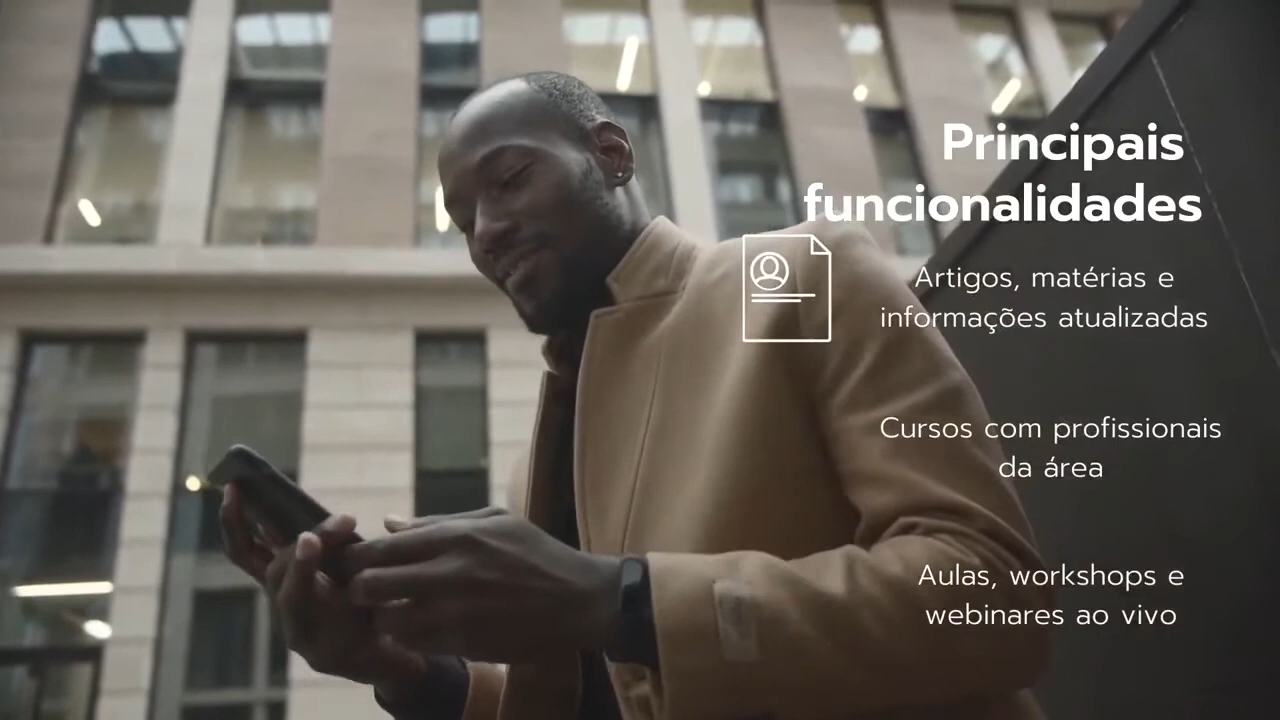 Principais
funcionalidades
Artigos, matérias e
informações atualizadas
Cursos com profissionais
da área
Aulas, workshops e
webinares ao vivo